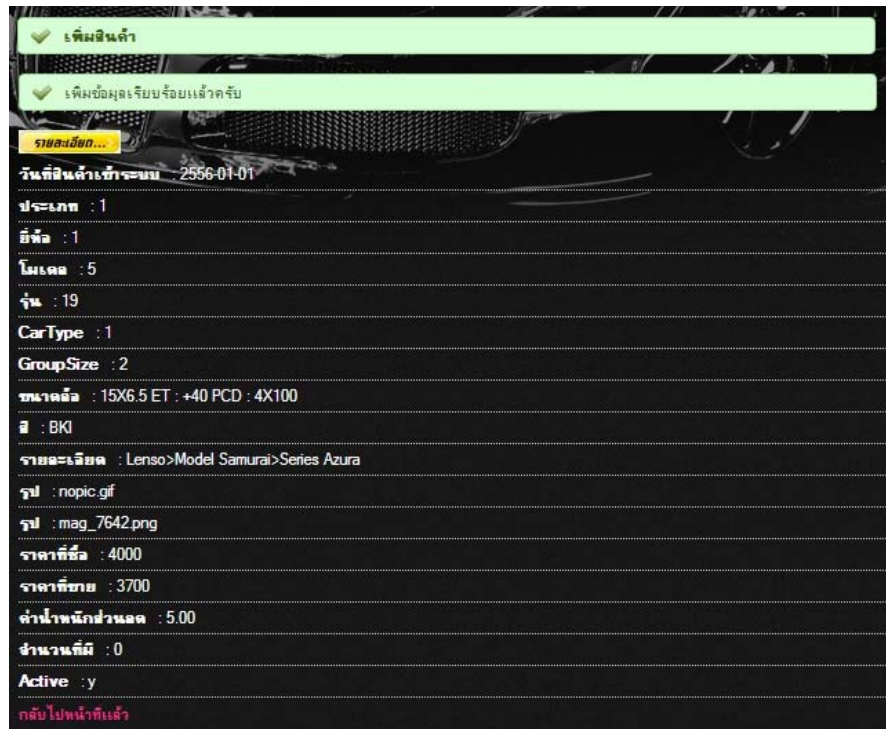 เพิ่มสินค้า
เพิ่มข้อมูลเรียบร้อยแล้วครับ
รายละเอียด...
วันที่สินค้าเข้าระบบ : 2556-01-01
ประเภท : 1
ยี่ห้อ : 1
โมเดล : 5
รุ่น : 19
CarType : 1
GroupSize : 2
ขนาดล้อ : 15X6.5 ET : +40 PCD : 4X100
สี : BKI
รายละเอียด : Lenso>Model Samurai>Series Azura
รูป : nopic.gif
รูป : mag_7642.png
ราคาที่ซื้อ : 4000
ราคาที่ขาย : 3700
ค่าน้ำหนักส่วนลด : 5.00
จำนวนที่มี : 0
Active : y
กลับไปหน้าที่แล้ว